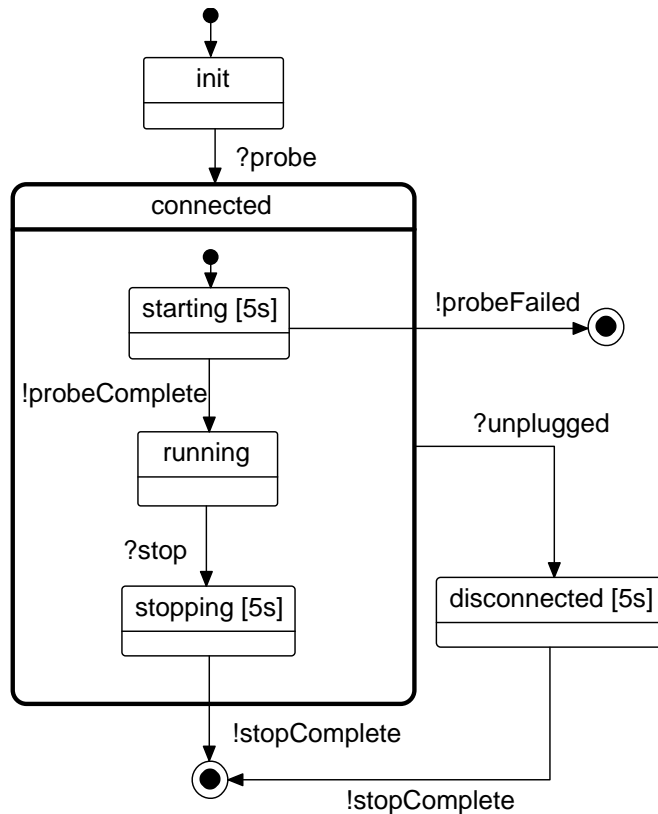 init
?probe
connected
starting [5s]
!probeFailed
!probeComplete
?unplugged
running
?stop
stopping [5s]
disconnected [5s]
!stopComplete
!stopComplete